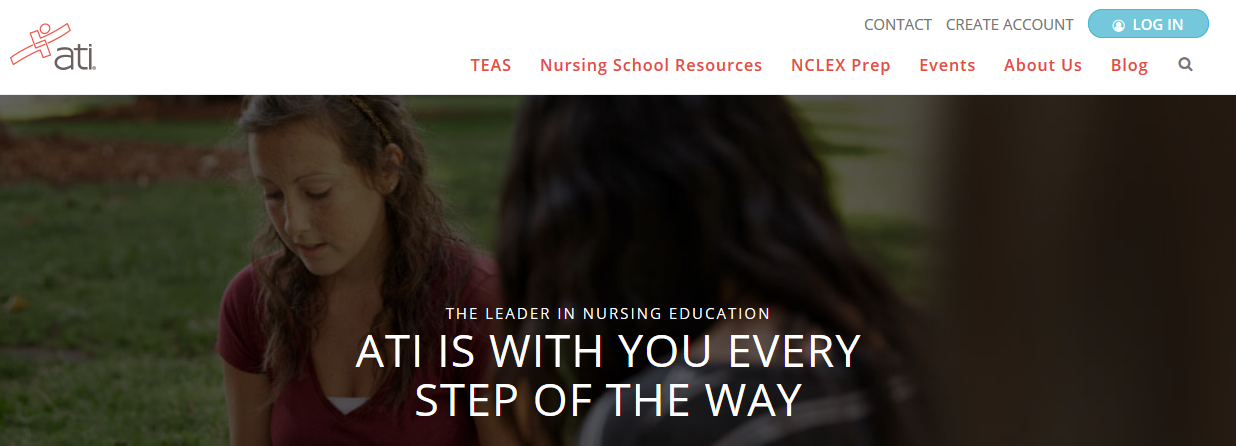 CONTACT CREATE ACCOUNT LOG IN
ati®
TEAS Nursing School Resources NCLEX Prep Events About Us Blog
THE LEADER IN NURSING EDUCATION
ATI IS WITH YOU EVERY
STEP OF THE WAY